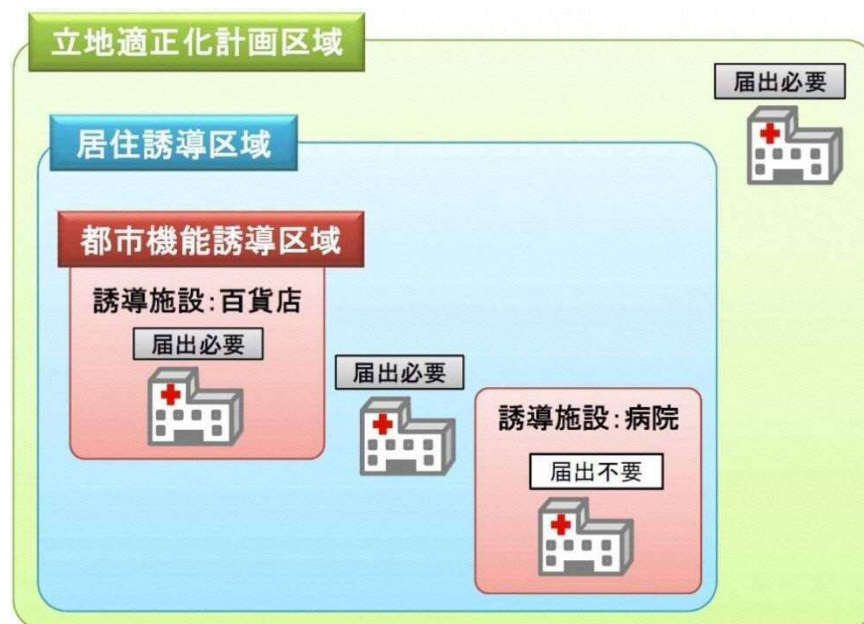 立地適正化計画区域
届出必要
居住誘導区域
都市機能誘導区域
誘導施設:百貨店
届出必要
届出必要
誘導施設:病院
届出不要